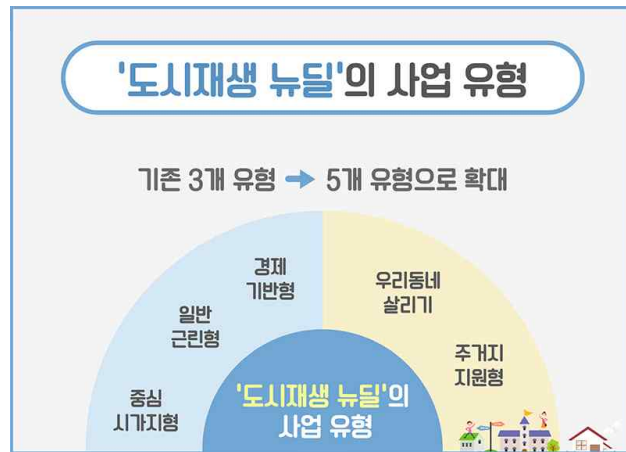 '도시재생 뉴딜'의 사업 유형
기존 3개 유형 → 5개 유형으로 확대
경제
기반형
우리동네
살리기
일반
근린형
주거지
지원형
중심
시가지형
'도시재생 뉴딜'의
사업 유형